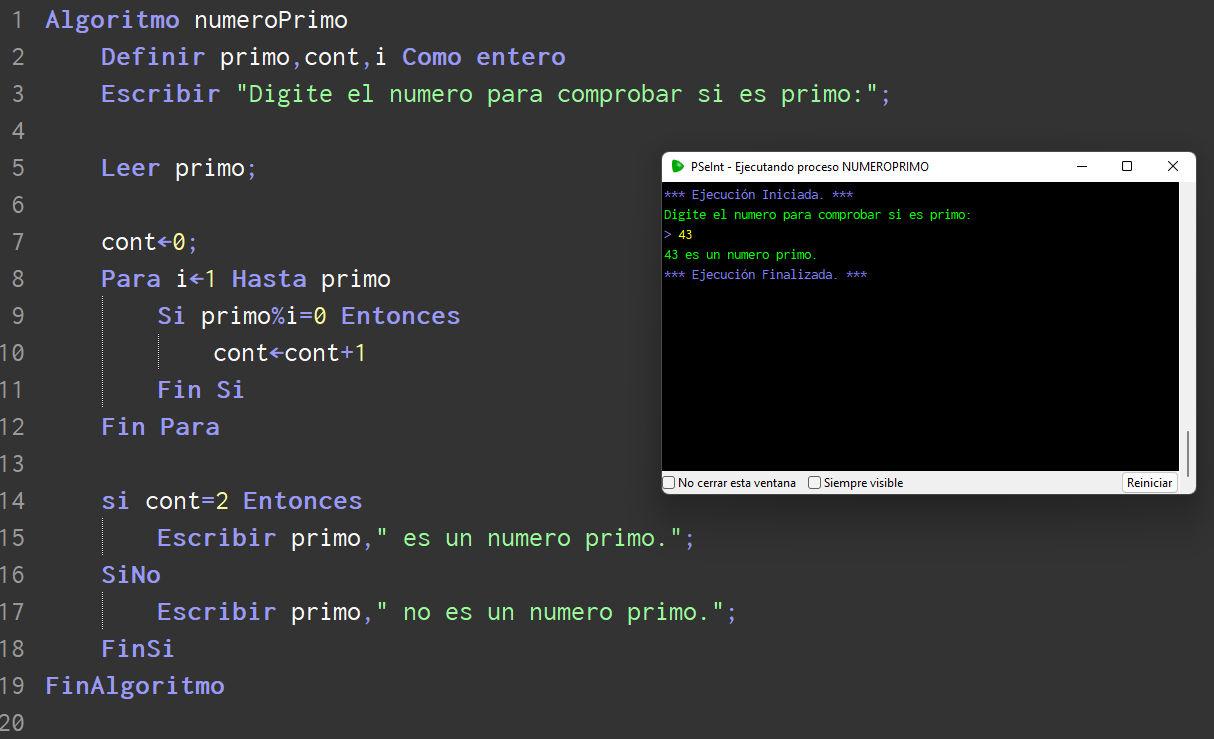 1 Algoritmo numeroPrimo
2 Definir primo,cont,i Como entero
3 Escribir "Digite el numero para comprobar si es primo:";
4
5 Leer primo;
6
7 cont←0;
8 Para i←1 Hasta primo
9 Si primo%i=0 Entonces
10 cont←cont+1
11 Fin Si
12 Fin Para
13
14 si cont=2 Entonces
15 Escribir primo," es un numero primo.";
16 SiNo
17 Escribir primo," no es un numero primo.";
18 FinSi
19 FinAlgoritmo
20
PSeInt - Ejecutando proceso NUMEROPRIMO
*** Ejecución Iniciada. ***
Digite el numero para comprobar si es primo:
> 43
43 es un numero primo.
*** Ejecución Finalizada. ***
No cerrar esta ventana Siempre visible Reiniciar